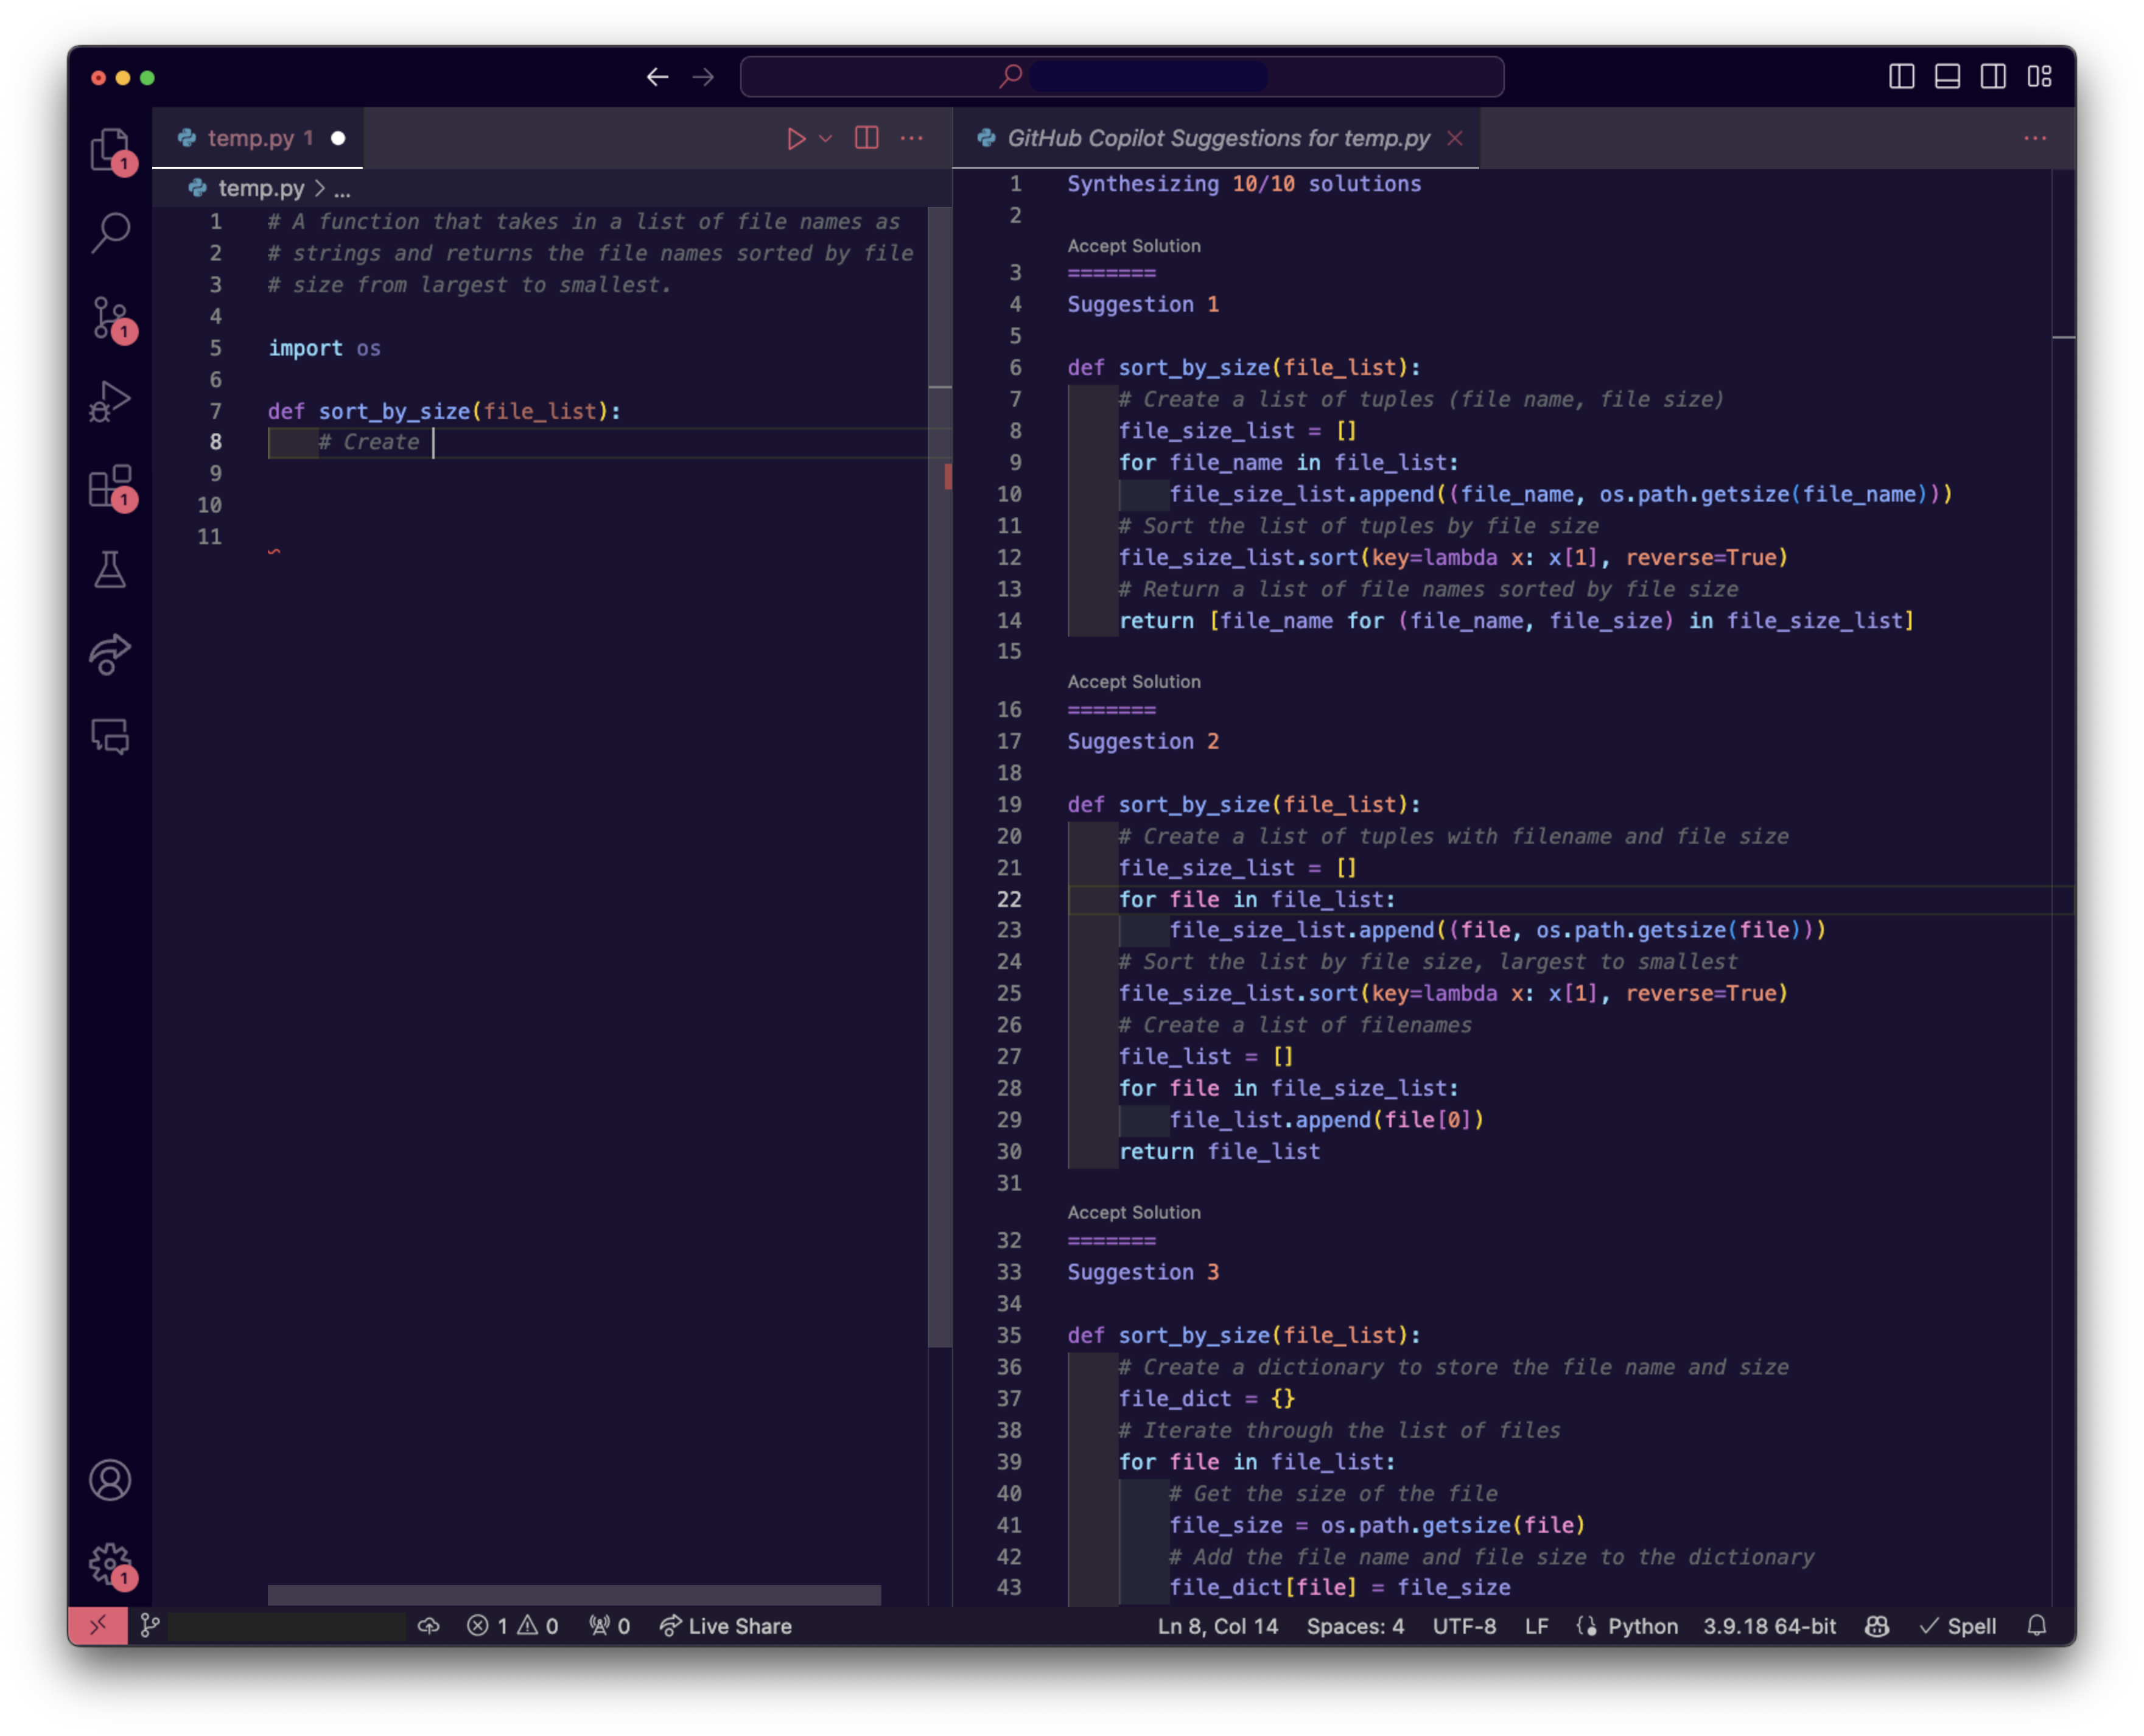 temp.py 1
GitHub Copilot Suggestions for temp.py
temp.py > ...
1 # A function that takes in a list of file names as
2 # strings and returns the file names sorted by file
3 # size from largest to smallest.
4
5 import os
6
7 def sort_by_size(file_list):
8 # Create
9
10
11
1 Synthesizing 10/10 solutions
2
Accept Solution
3 =======
4 Suggestion 1
5
6 def sort_by_size(file_list):
7 # Create a list of tuples (file name, file size)
8 file_size_list = []
9 for file_name in file_list:
10 file_size_list.append((file_name, os.path.getsize(file_name)))
11 # Sort the list of tuples by file size
12 file_size_list.sort(key=lambda x: x[1], reverse=True)
13 # Return a list of file names sorted by file size
14 return [file_name for (file_name, file_size) in file_size_list]
15
Accept Solution
16 =======
17 Suggestion 2
18
19 def sort_by_size(file_list):
20 # Create a list of tuples with filename and file size
21 file_size_list = []
22 for file in file_list:
23 file_size_list.append((file, os.path.getsize(file)))
24 # Sort the list by file size, largest to smallest
25 file_size_list.sort(key=lambda x: x[1], reverse=True)
26 # Create a list of filenames
27 file_list = []
28 for file in file_size_list:
29 file_list.append(file[0])
30 return file_list
31
Accept Solution
32 =======
33 Suggestion 3
34
35 def sort_by_size(file_list):
36 # Create a dictionary to store the file name and size
37 file_dict = {}
38 # Iterate through the list of files
39 for file in file_list:
40 # Get the size of the file
41 file_size = os.path.getsize(file)
42 # Add the file name and file size to the dictionary
43 file_dict[file] = file_size
1
1
1
1
1 0 0 Live Share Ln 8, Col 14 Spaces: 4 UTF-8 LF Python 3.9.18 64-bit Spell